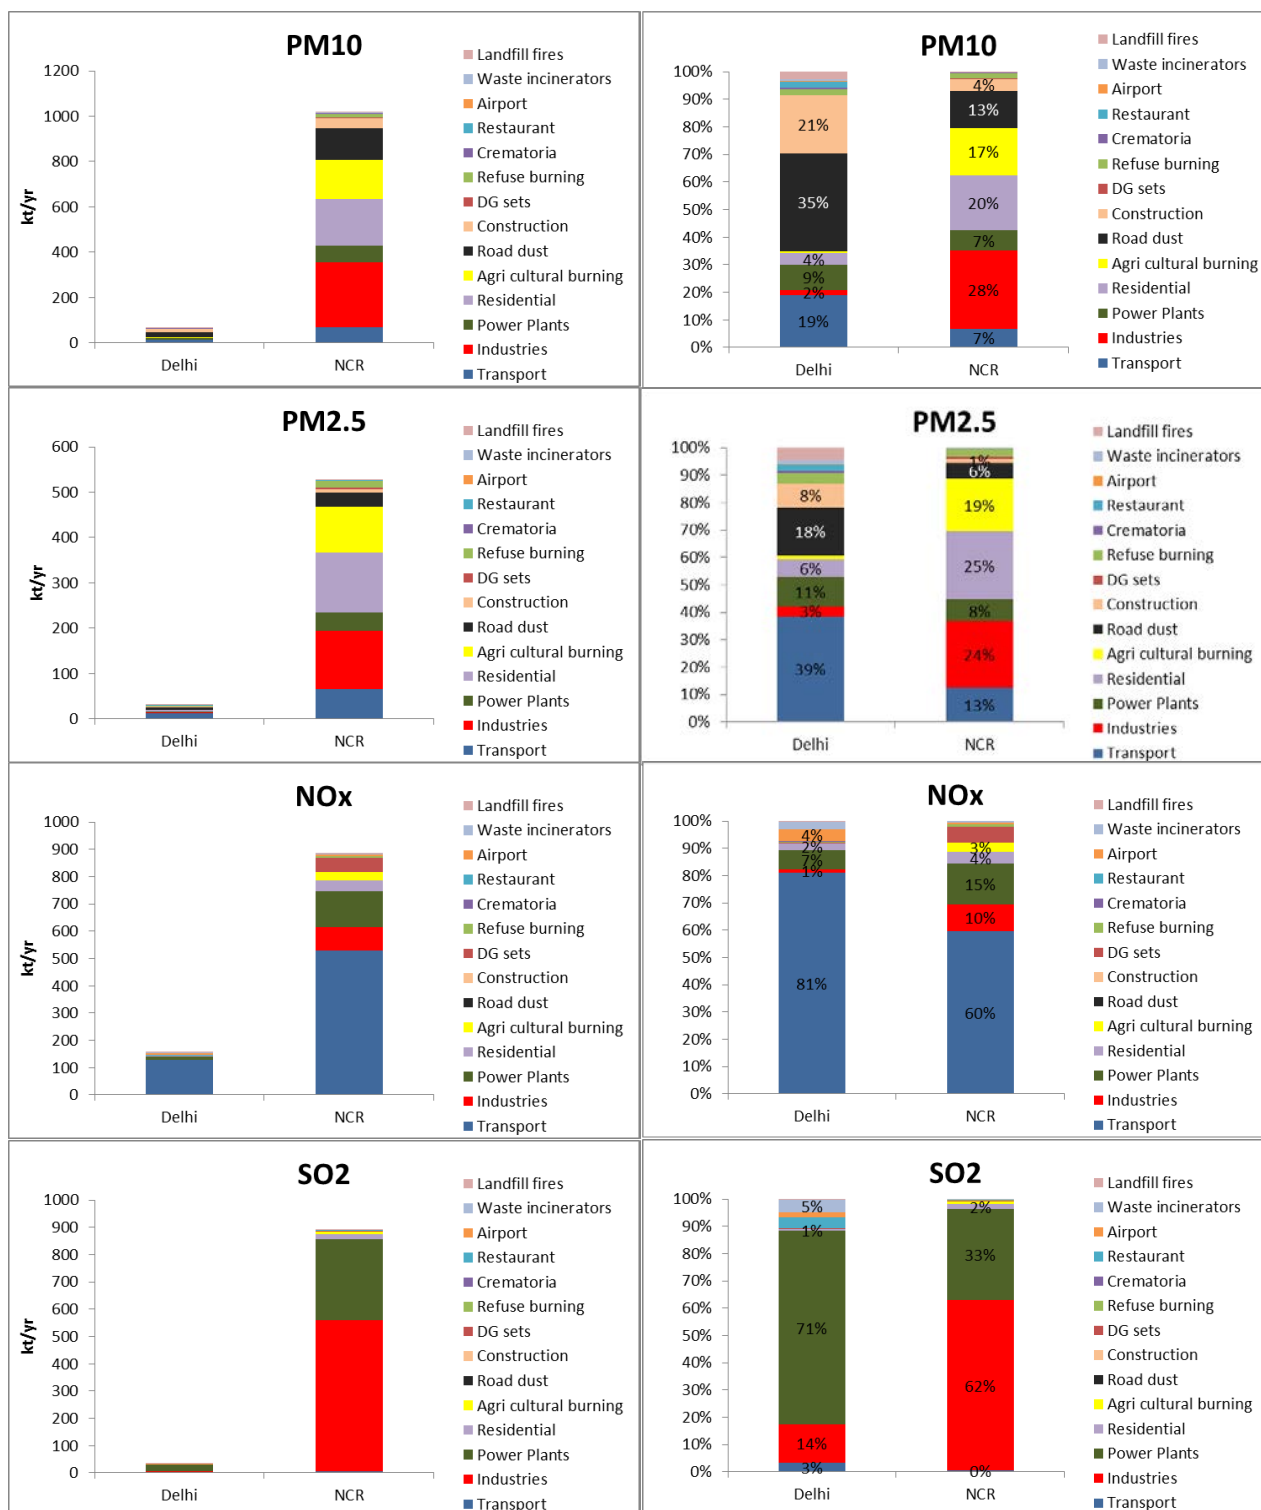 PM10
1200
1000
800
600
400
200
0
kt/yr
Delhi
NCR
Landfill fires
Waste incinerators
Airport
Restaurant
Crematoria
Refuse burning
DG sets
Construction
Road dust
Agri cultural burning
Residential
Power Plants
Industries
Transport
PM10
100%
90%
80%
70%
60%
50%
40%
30%
20%
10%
0%
21%
35%
4%
9%
2%
19%
4%
13%
17%
20%
7%
28%
7%
Delhi
NCR
Landfill fires
Waste incinerators
Airport
Restaurant
Crematoria
Refuse burning
DG sets
Construction
Road dust
Agri cultural burning
Residential
Power Plants
Industries
Transport
PM2.5
600
500
400
300
200
100
0
kt/yr
Delhi
NCR
Landfill fires
Waste incinerators
Airport
Restaurant
Crematoria
Refuse burning
DG sets
Construction
Road dust
Agri cultural burning
Residential
Power Plants
Industries
Transport
PM2.5
100%
90%
80%
70%
60%
50%
40%
30%
20%
10%
0%
8%
18%
6%
11%
3%
39%
1%
6%
19%
25%
8%
24%
13%
Delhi
NCR
Landfill fires
Waste incinerators
Airport
Restaurant
Crematoria
Refuse burning
DG sets
Construction
Road dust
Agri cultural burning
Residential
Power Plants
Industries
Transport
NOx
1000
900
800
700
600
500
400
300
200
100
0
kt/yr
Delhi
NCR
Landfill fires
Waste incinerators
Airport
Restaurant
Crematoria
Refuse burning
DG sets
Construction
Road dust
Agri cultural burning
Residential
Power Plants
Industries
Transport
NOx
100%
90%
80%
70%
60%
50%
40%
30%
20%
10%
0%
4%
2%
7%
1%
81%
3%
4%
15%
10%
60%
Delhi
NCR
Landfill fires
Waste incinerators
Airport
Restaurant
Crematoria
Refuse burning
DG sets
Construction
Road dust
Agri cultural burning
Residential
Power Plants
Industries
Transport
SO2
1000
900
800
700
600
500
400
300
200
100
0
kt/yr
Delhi
NCR
Landfill fires
Waste incinerators
Airport
Restaurant
Crematoria
Refuse burning
DG sets
Construction
Road dust
Agri cultural burning
Residential
Power Plants
Industries
Transport
SO2
100%
90%
80%
70%
60%
50%
40%
30%
20%
10%
0%
5%
1%
71%
14%
3%
2%
33%
62%
0%
Delhi
NCR
Landfill fires
Waste incinerators
Airport
Restaurant
Crematoria
Refuse burning
DG sets
Construction
Road dust
Agri cultural burning
Residential
Power Plants
Industries
Transport